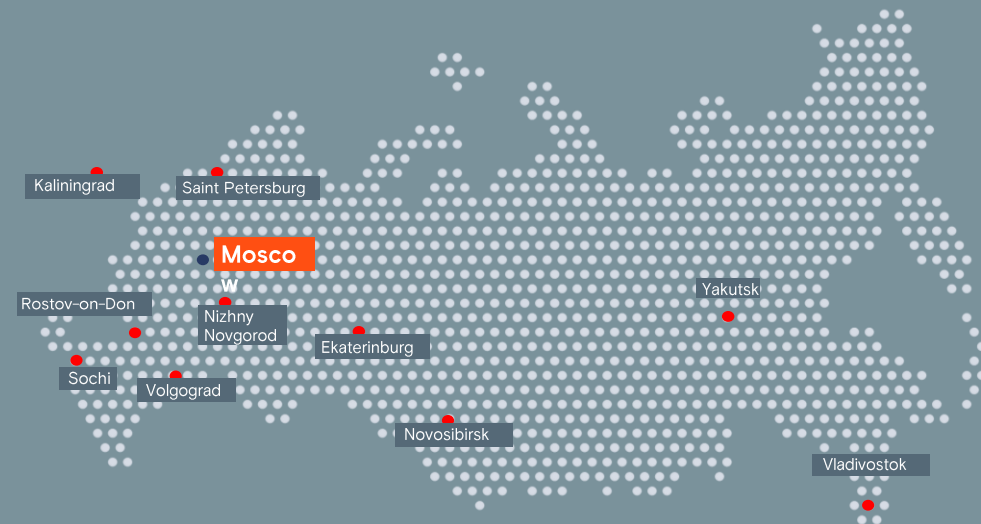 Kaliningrad
Saint Petersburg
Mosco
w
Yakutsk
Rostov-on-Don
Nizhny
Novgorod
Ekaterinburg
Sochi
Volgograd
Novosibirsk
Vladivostok